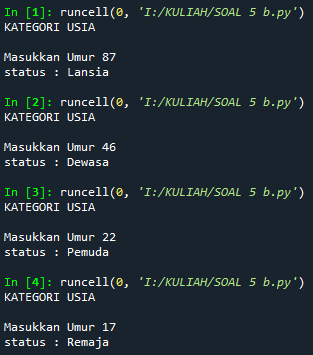 In [1]: runcell(0, 'I:/KULIAH/SOAL 5 b.py')
KATEGORI USIA
Masukkan Umur 87
status : Lansia
In [2]: runcell(0, 'I:/KULIAH/SOAL 5 b.py')
KATEGORI USIA
Masukkan Umur 46
status : Dewasa
In [3]: runcell(0, 'I:/KULIAH/SOAL 5 b.py')
KATEGORI USIA
Masukkan Umur 22
status : Pemuda
In [4]: runcell(0, 'I:/KULIAH/SOAL 5 b.py')
KATEGORI USIA
Masukkan Umur 17
status : Remaja